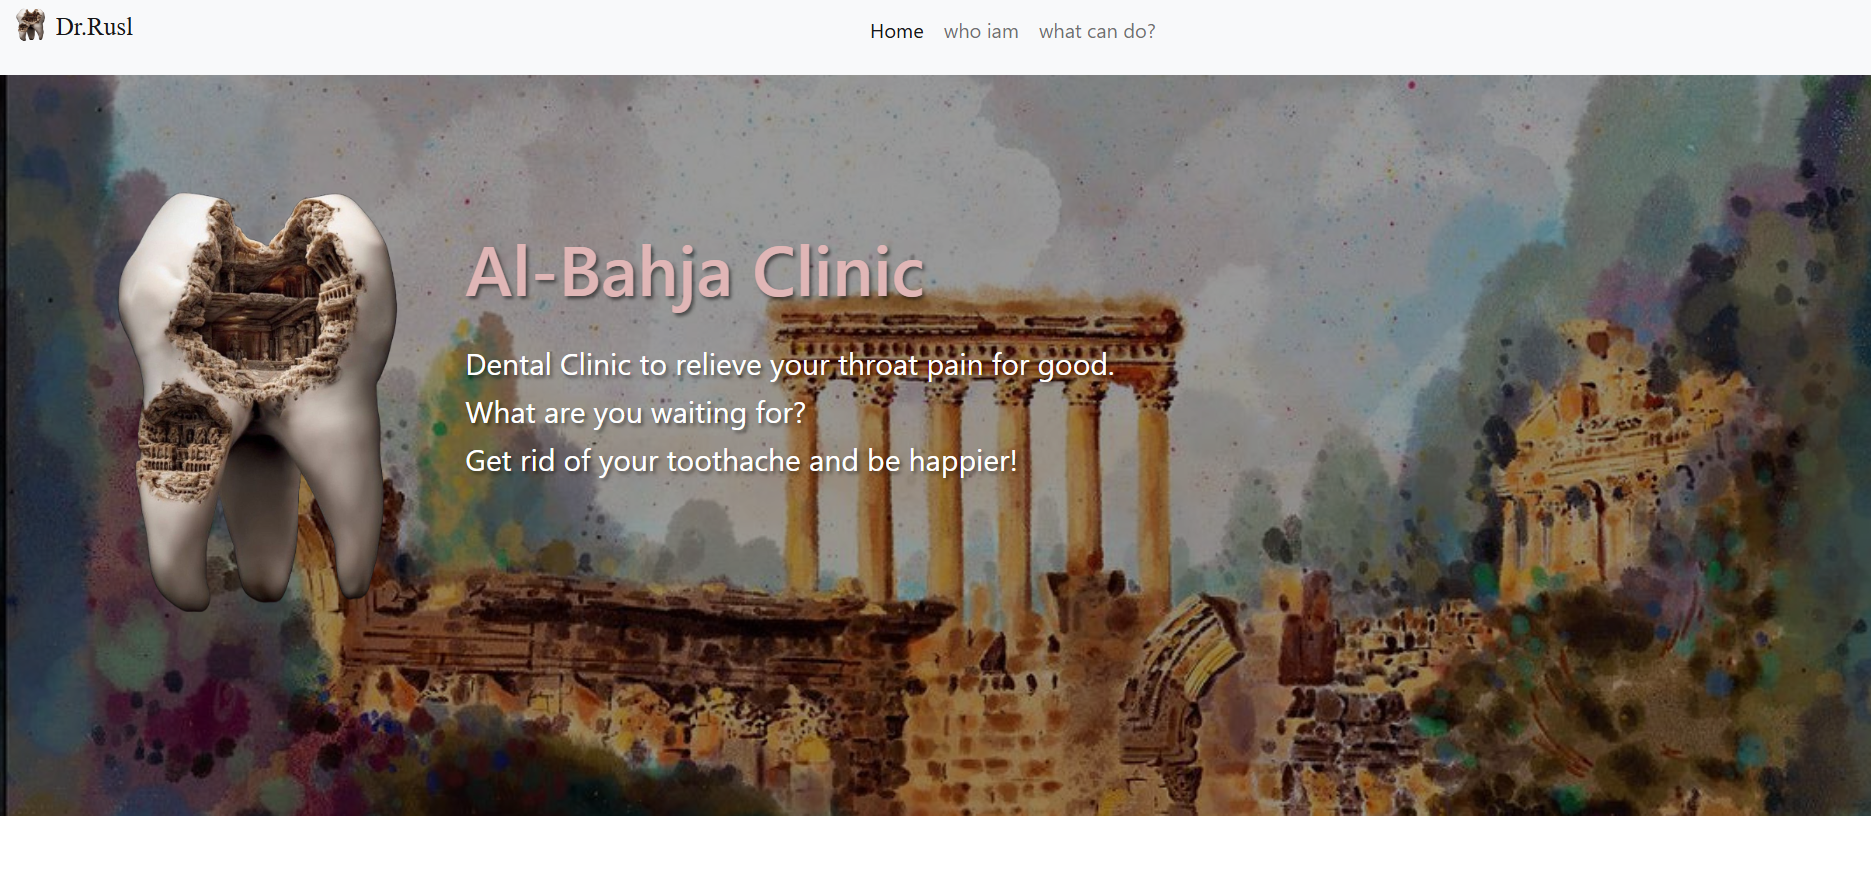 Dr.Rusl
Home who iam what can do?
Al-Bahja Clinic
Dental Clinic to relieve your throat pain for good.
What are you waiting for?
Get rid of your toothache and be happier!